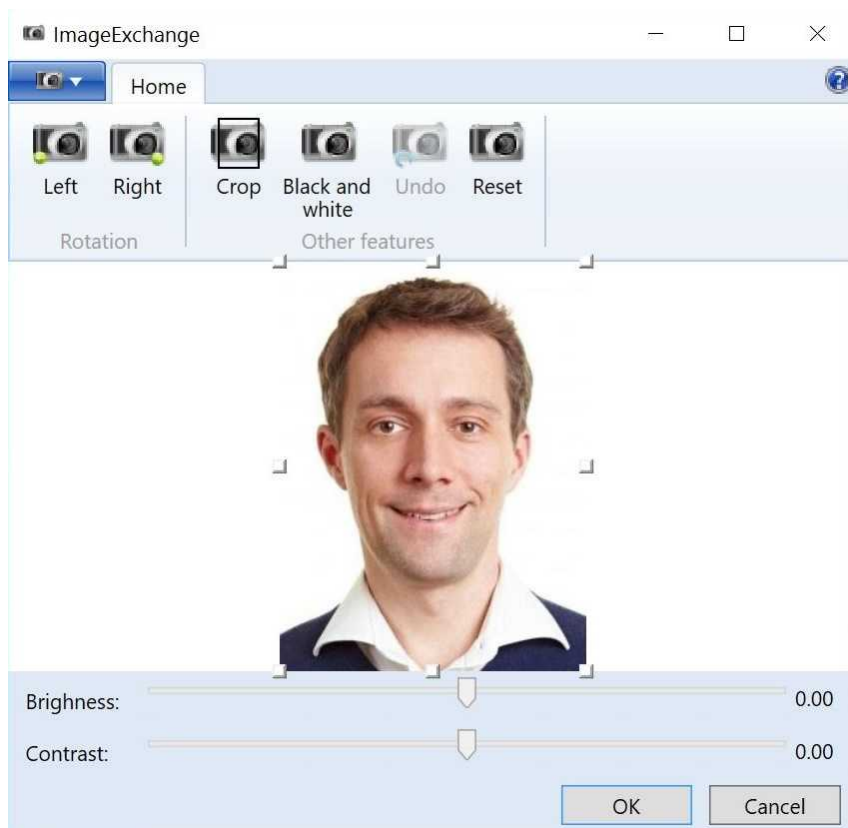 ImageExchange
Home
Left Right Crop Black and white Undo Reset
Rotation Other features
Brighness: 0.00
Contrast: 0.00
OK Cancel